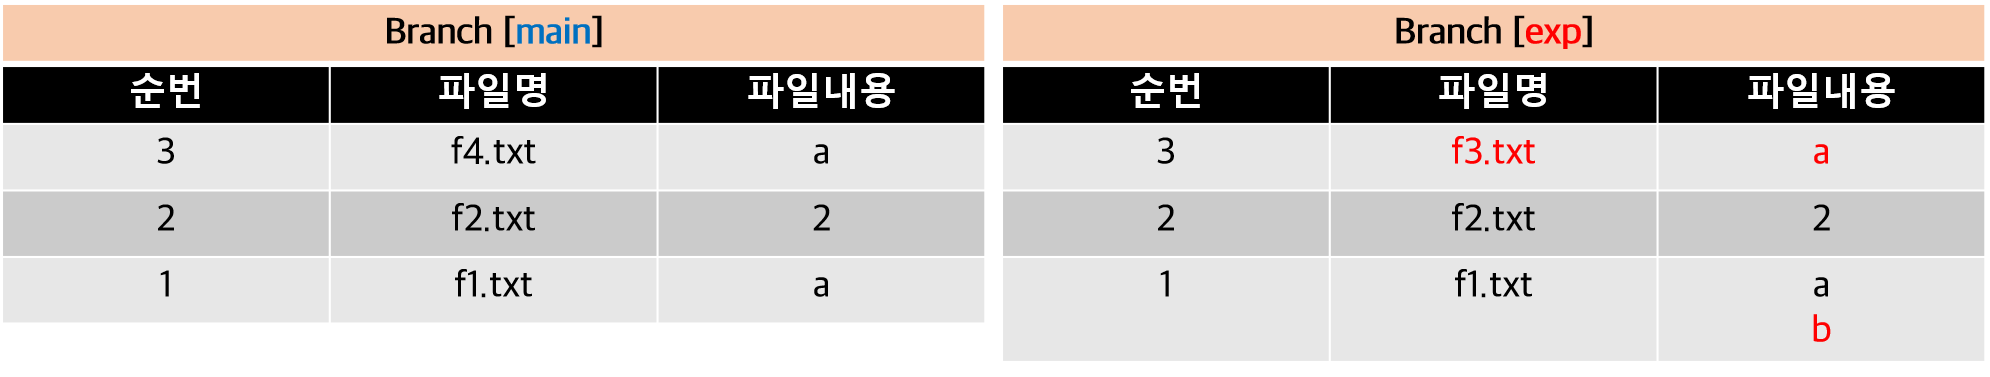 Branch [main]
순번 파일명 파일내용
3 f4.txt a
2 f2.txt 2
1 f1.txt a
Branch [exp]
순번 파일명 파일내용
3 f3.txt a
2 f2.txt 2
1 f1.txt a
b